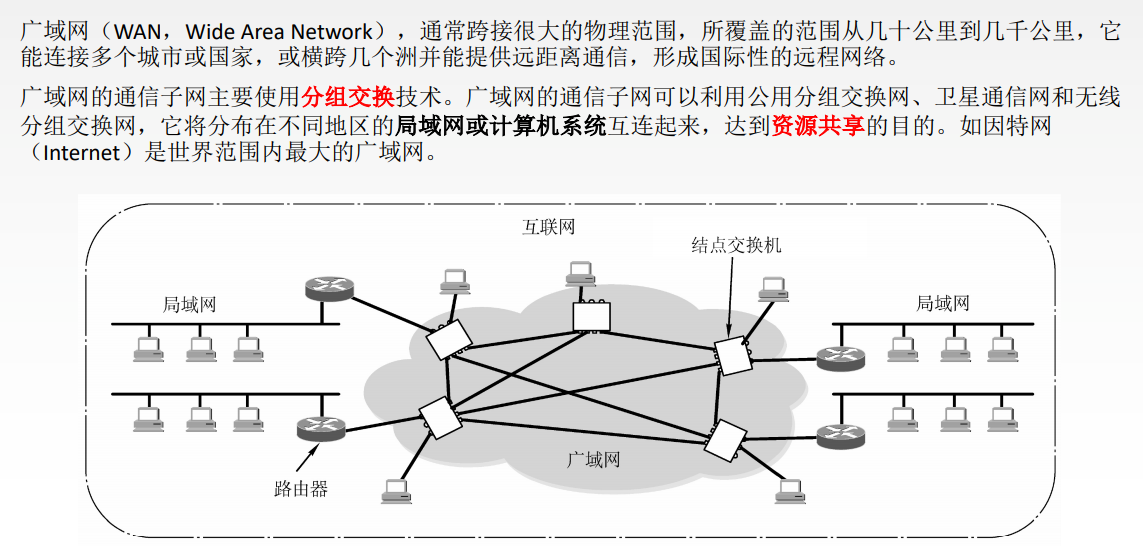 广域网（WAN，Wide Area Network），通常跨接很大的物理范围，所覆盖的范围从几十公里到几千公里，它
能连接多个城市或国家，或横跨几个洲并能提供远距离通信，形成国际性的远程网络。
广域网的通信子网主要使用分组交换技术。广域网的通信子网可以利用公用分组交换网、卫星通信网和无线
分组交换网，它将分布在不同地区的局域网或计算机系统互连起来，达到资源共享的目的。如因特网
（Internet）是世界范围内最大的广域网。
互联网
结点交换机
局域网
局域网
广域网
路由器